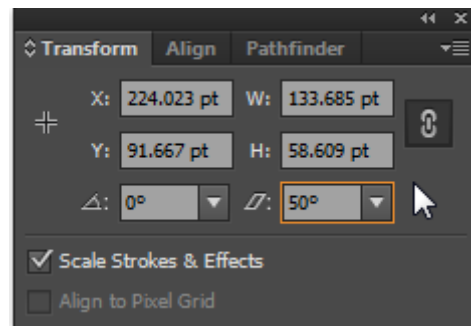 Transform Align Pathfinder
X: 224.023 pt W: 133.685 pt
Y: 91.667 pt H: 58.609 pt
: 0° : 50°
Scale Strokes & Effects
Align to Pixel Grid